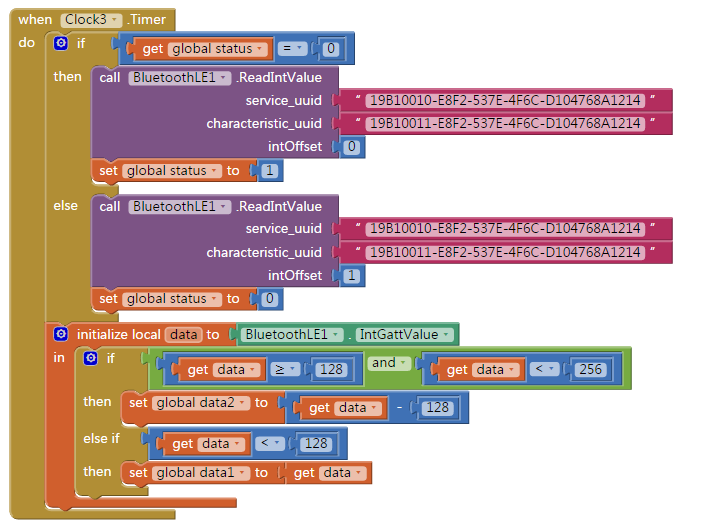 when Clock3 .Timer
do if get global status = 0
then call BluetoothLE1 .ReadIntValue
service_uuid " 19B10010-E8F2-537E-4F6C-D104768A1214 "
characteristic_uuid " 19B10011-E8F2-537E-4F6C-D104768A1214 "
intOffset 0
set global status to 1
else call BluetoothLE1 .ReadIntValue
service_uuid " 19B10010-E8F2-537E-4F6C-D104768A1214 "
characteristic_uuid " 19B10011-E8F2-537E-4F6C-D104768A1214 "
intOffset 1
set global status to 0
initialize local data to BluetoothLE1 . IntGattValue
in if get data ≥ 128 and get data < 256
then set global data2 to get data - 128
else if get data < 128
then set global data1 to get data